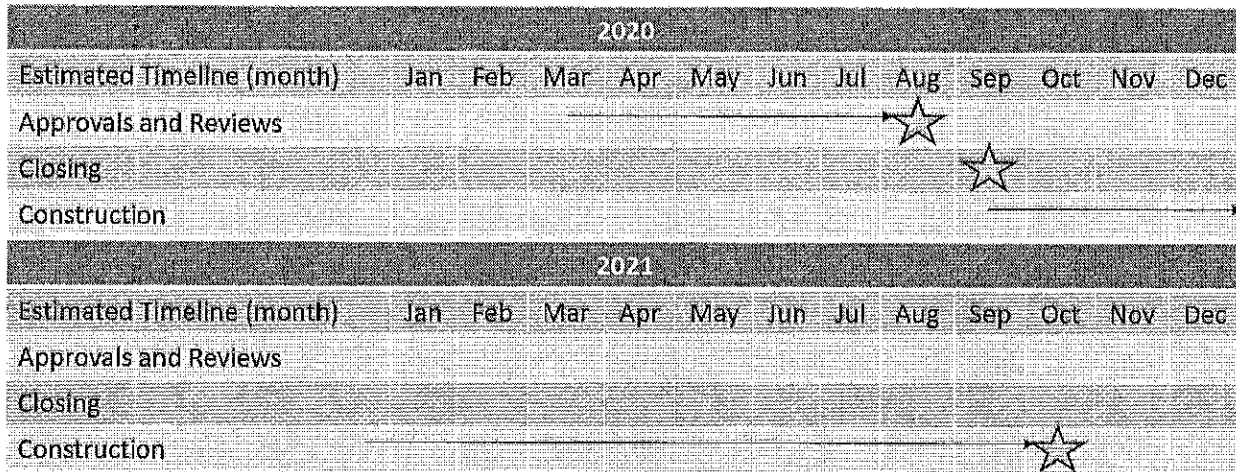 2020
Estimated Timeline (month) Jan Feb Mar Apr May Jun Jul Aug Sep Oct Nov Dec
Approvals and Reviews
Closing
Construction
2021
Estimated Timeline (month) Jan Feb Mar Apr May Jun Jul Aug Sep Oct Nov Dec
Approvals and Reviews
Closing
Construction